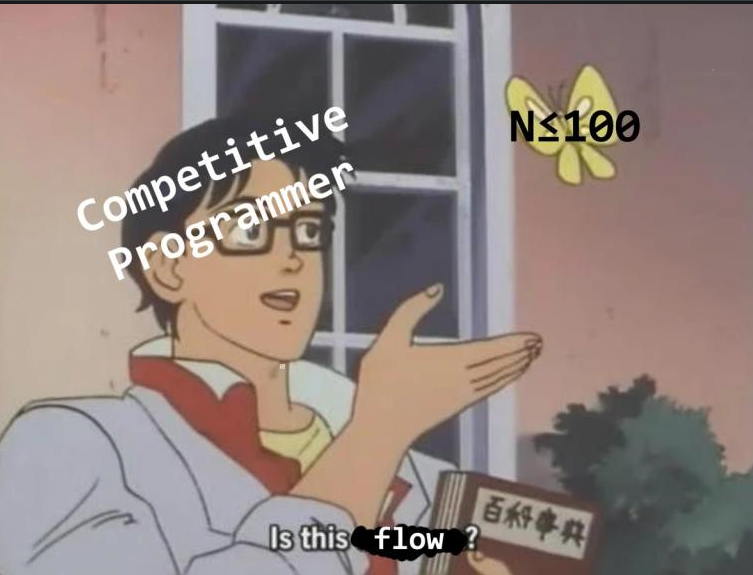 Competitive
Programmer
N≤100
百科事典
Is this flow ?